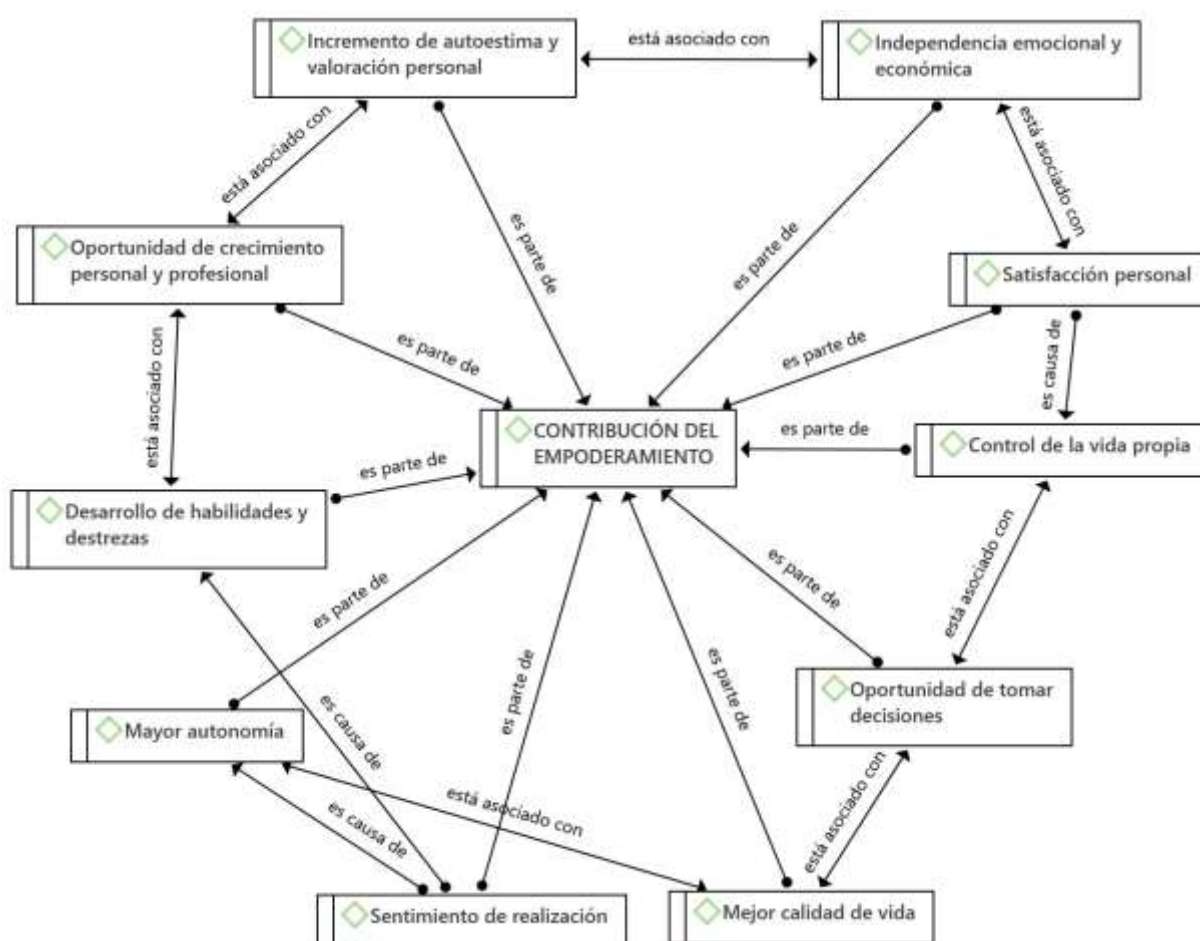 Incremento de autoestima y
valoración personal
está asociado con
Independencia emocional y
económica
está asociado con
está asociado con
es parte de
es parte de
Oportunidad de crecimiento
personal y profesional
Satisfacción personal
es parte de
es parte de
es causa de
está asociado con
CONTRIBUCIÓN DEL
EMPODERAMIENTO
es parte de
Control de la vida propia
es parte de
Desarrollo de habilidades y
destrezas
es parte de
es parte de
está asociado con
es parte de
es parte de
Oportunidad de tomar
decisiones
Mayor autonomía
es causa de
está asociado con
está asociado con
es causa de
Sentimiento de realización
Mejor calidad de vida